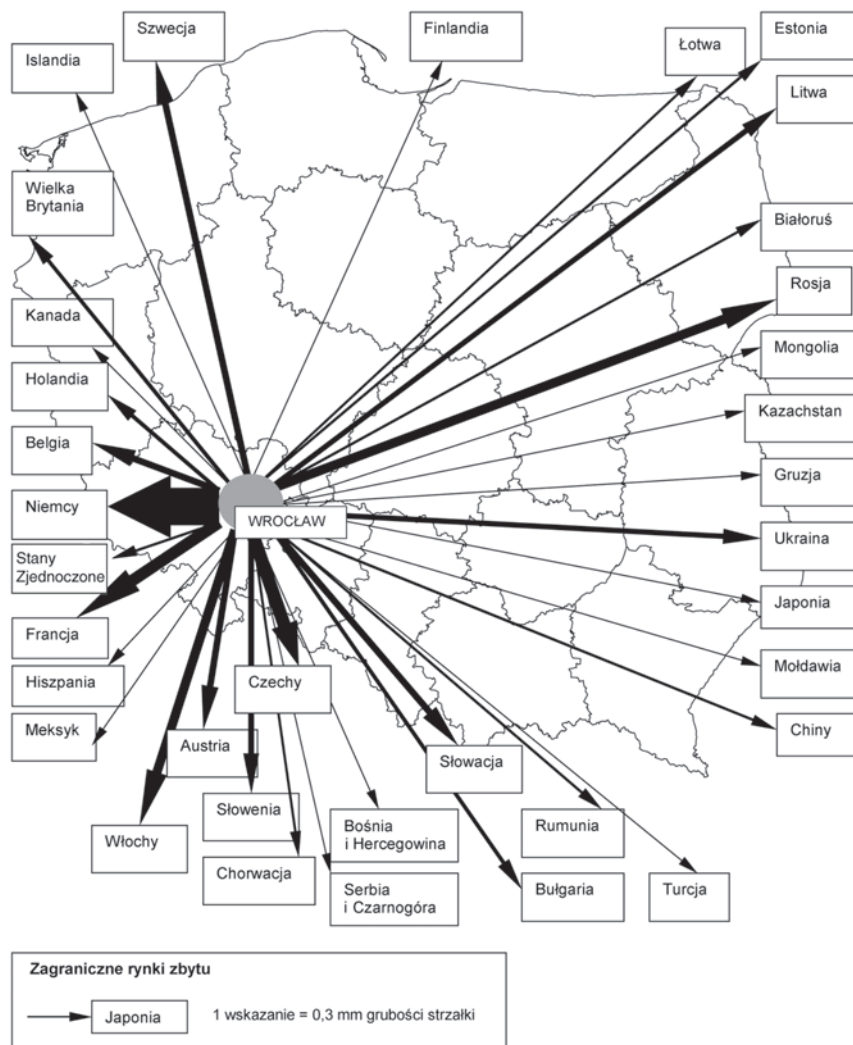 Szwecja
Finlandia
Estonia
Islandia
Łotwa
Litwa
Wielka
Brytania
Białoruś
Rosja
Kanada
Mongolia
Holandia
Kazachstan
Belgia
Gruzja
Niemcy
WROCŁAW
Ukraina
Stany
Zjednoczone
Japonia
Francja
Mołdawia
Hiszpania
Czechy
Meksyk
Austria
Słowacja
Chiny
Słowenia
Włochy
Bośnia
i Hercegowina
Rumunia
Chorwacja
Serbia
i Czarnogóra
Bułgaria
Turcja
Zagraniczne rynki zbytu
Japonia
1 wskazanie = 0,3 mm grubości strzałki